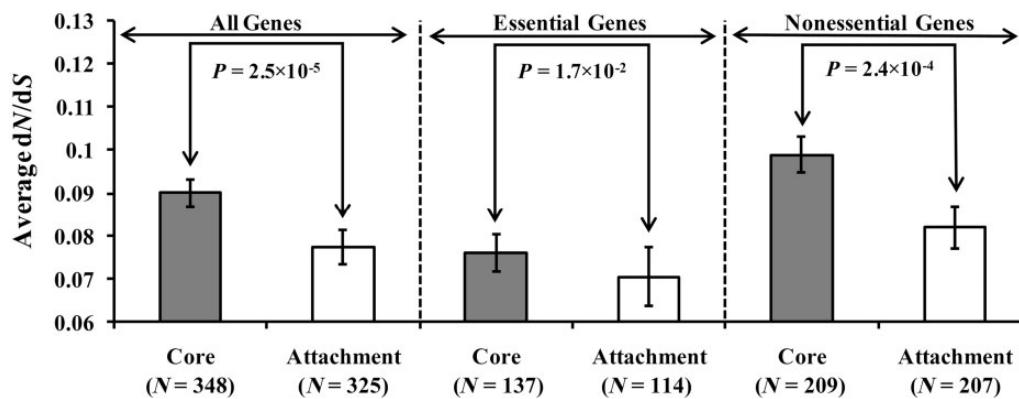 All Genes
Essential Genes
Nonessential Genes
P = 2.5×10⁻⁵
P = 1.7×10⁻²
P = 2.4×10⁻⁴
Average dN/dS
0.13
0.12
0.11
0.1
0.09
0.08
0.07
0.06
Core
(N = 348)
Attachment
(N = 325)
Core
(N = 137)
Attachment
(N = 114)
Core
(N = 209)
Attachment
(N = 207)